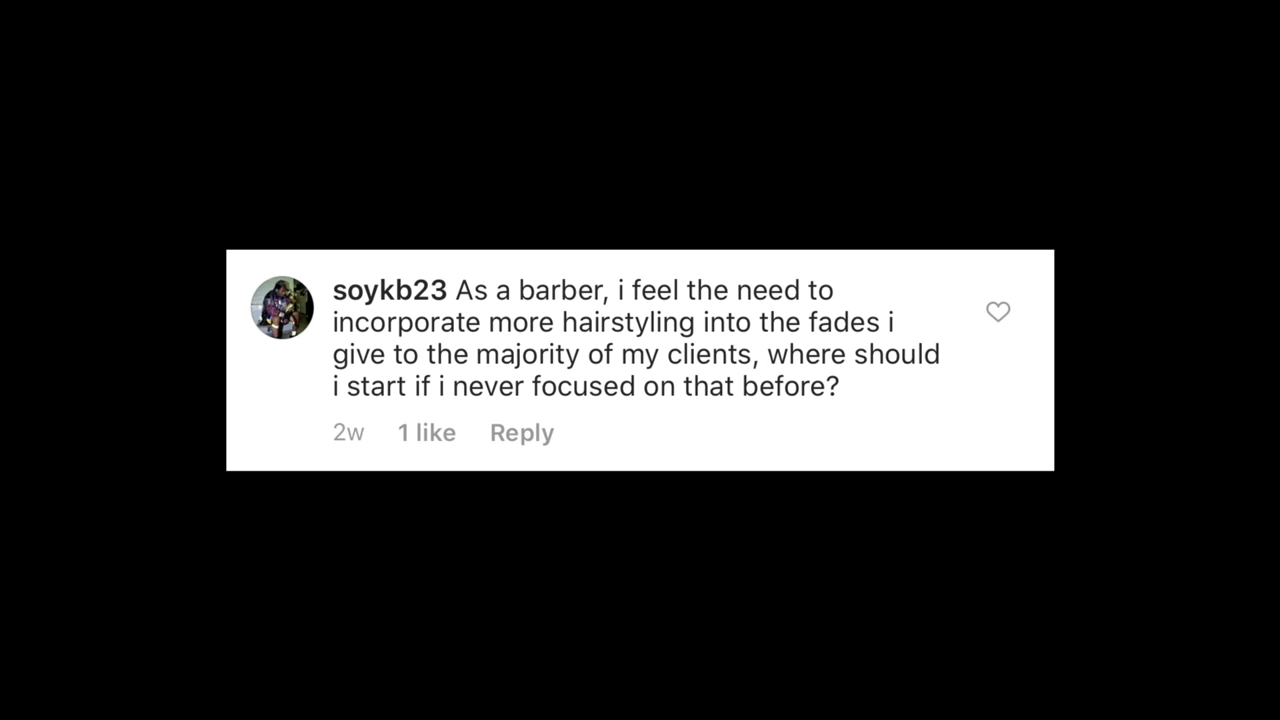 soykb23 As a barber, i feel the need to
incorporate more hairstyling into the fades i
give to the majority of my clients, where should
i start if i never focused on that before?
2w 1 like Reply